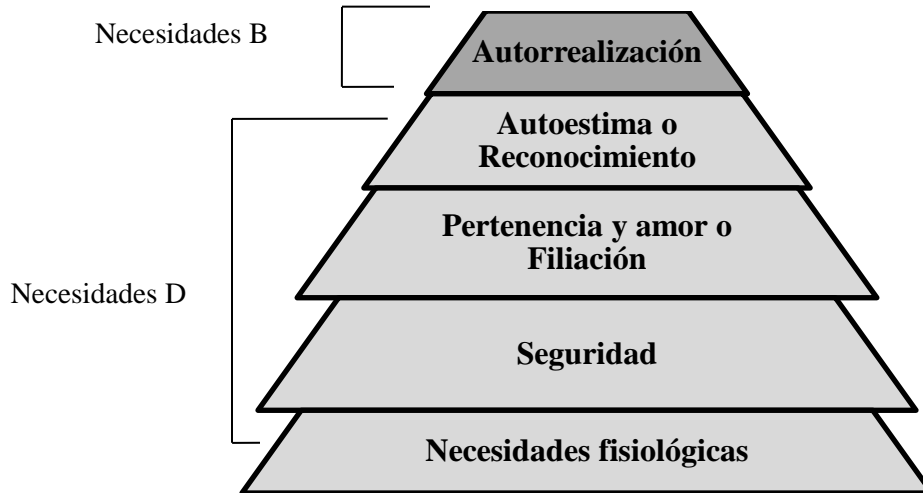 Necesidades B
Autorrealización
Autoestima o
Reconocimiento
Pertenencia y amor o
Filiación
Necesidades D
Seguridad
Necesidades fisiológicas